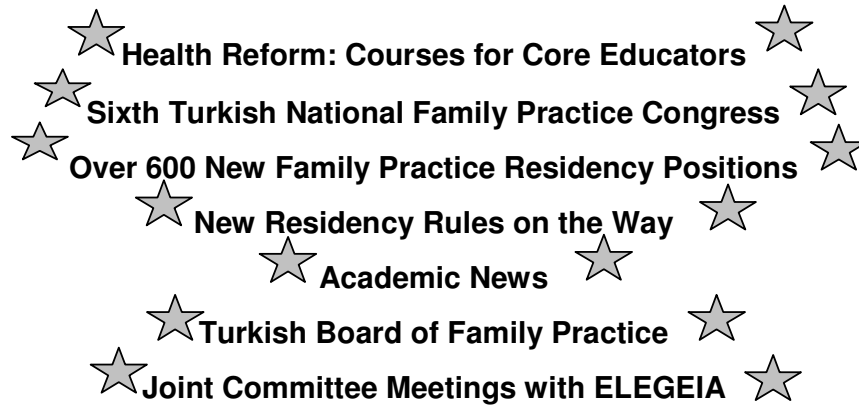 Health Reform: Courses for Core Educators
Sixth Turkish National Family Practice Congress
Over 600 New Family Practice Residency Positions
New Residency Rules on the Way
Academic News
Turkish Board of Family Practice
Joint Committee Meetings with ELEGEIA